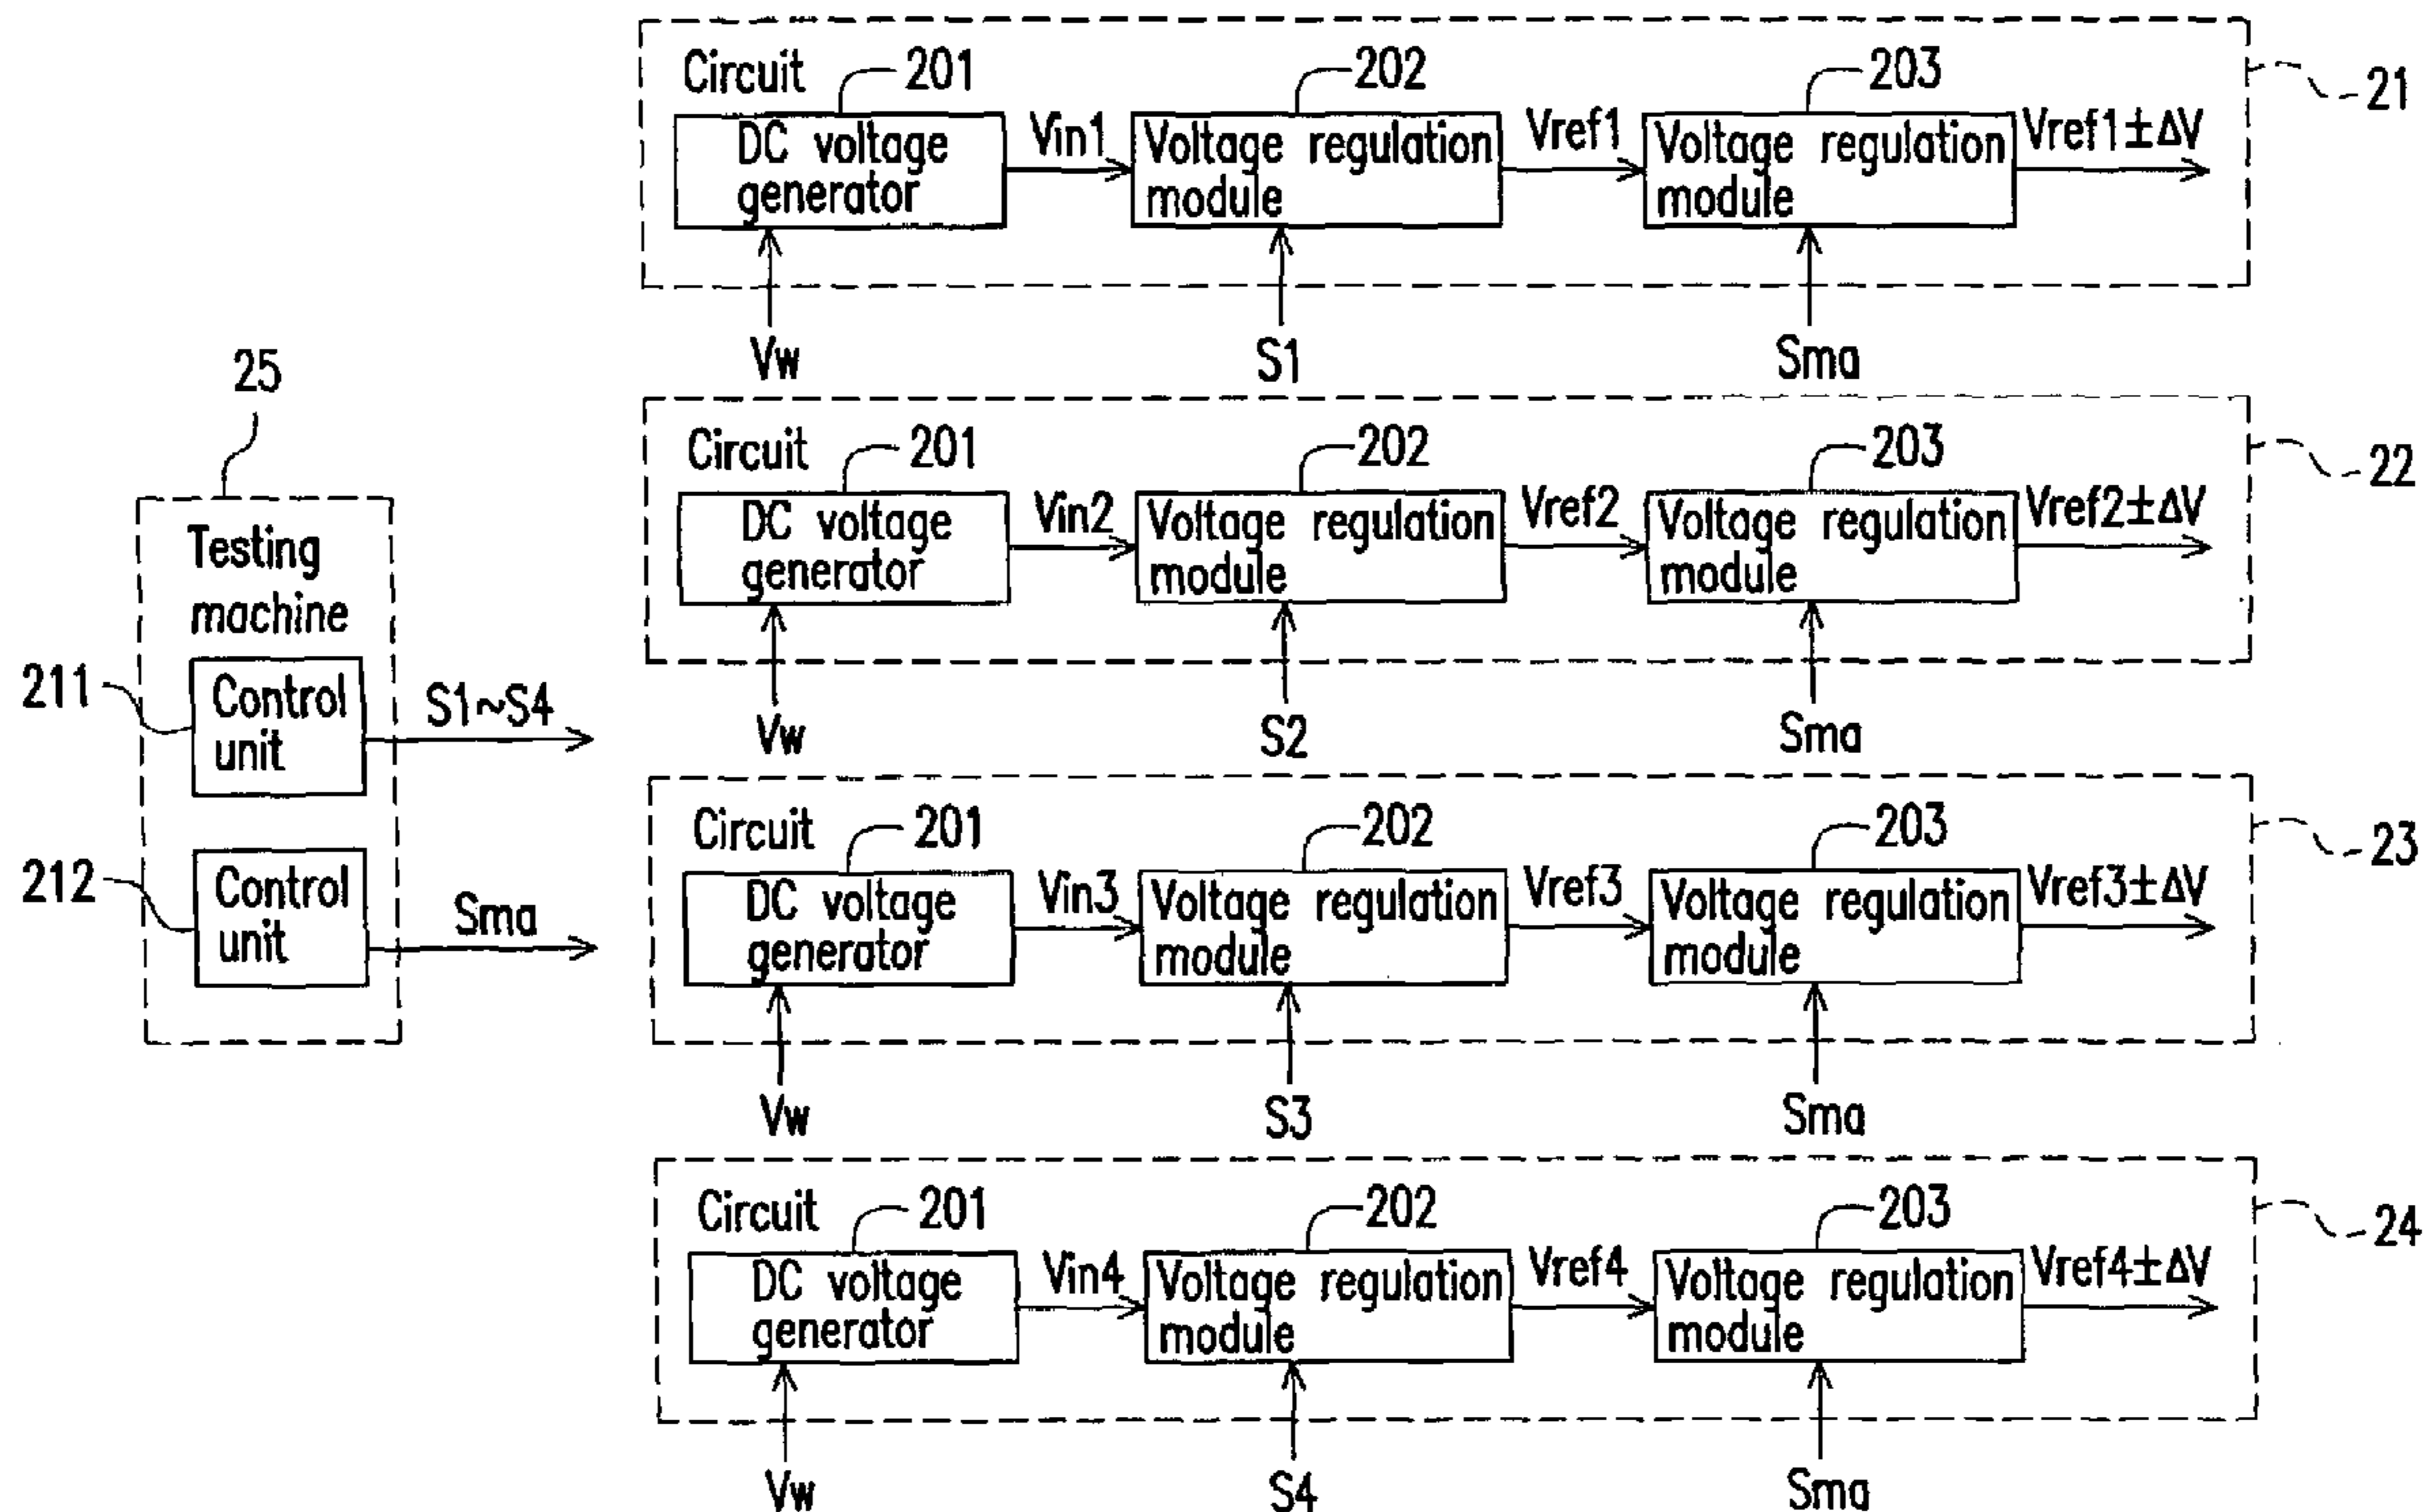 Circuit
201
202
203
21
DC voltage
generator
Vin1
Voltage regulation
module
Vref1
Voltage regulation
module
Vref1±ΔV
Vw
S1
Sma
25
Testing
machine
211
Control
unit
S1~S4
212
Control
unit
Sma
Circuit
201
202
203
22
DC voltage
generator
Vin2
Voltage regulation
module
Vref2
Voltage regulation
module
Vref2±ΔV
Vw
S2
Sma
Circuit
201
202
203
23
DC voltage
generator
Vin3
Voltage regulation
module
Vref3
Voltage regulation
module
Vref3±ΔV
Vw
S3
Sma
Circuit
201
202
203
24
DC voltage
generator
Vin4
Voltage regulation
module
Vref4
Voltage regulation
module
Vref4±ΔV
Vw
S4
Sma